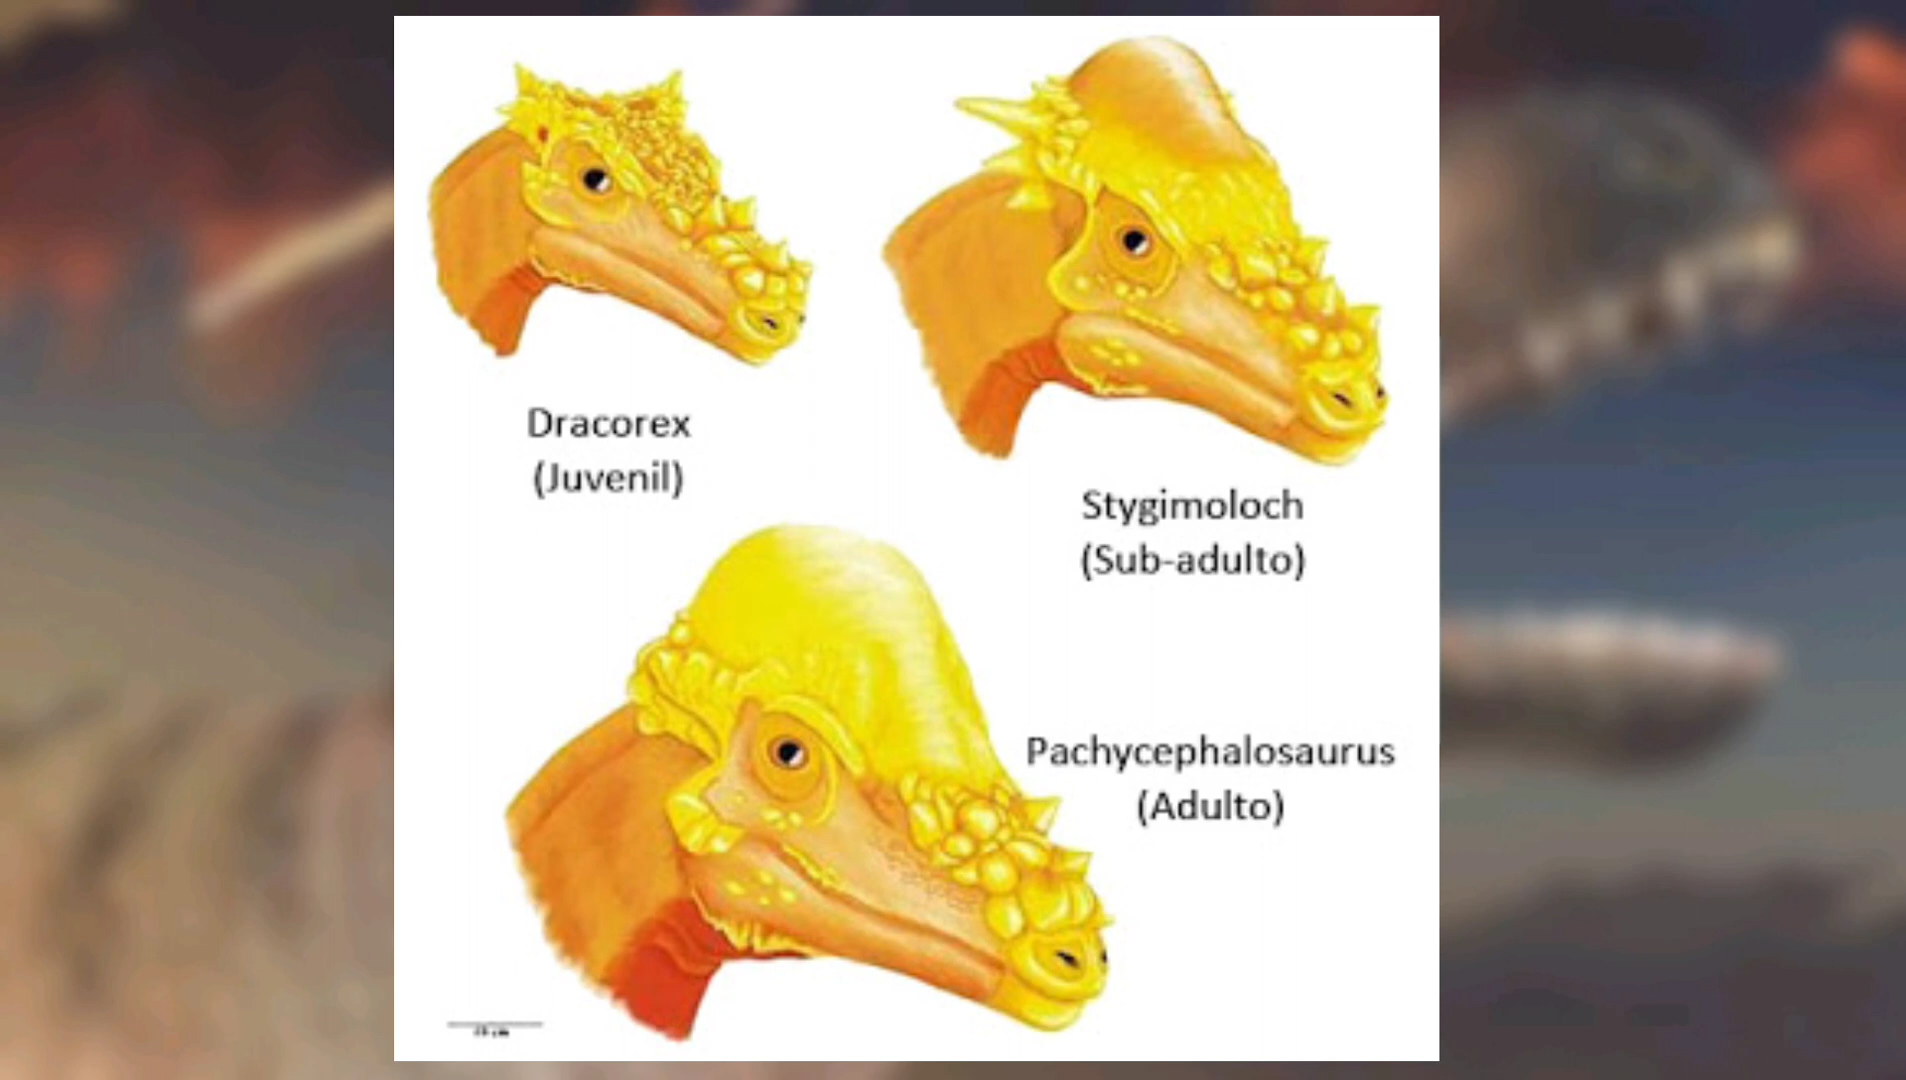 Dracorex
(Juvenil)
Stygimoloch
(Sub-adulto)
Pachycephalosaurus
(Adulto)